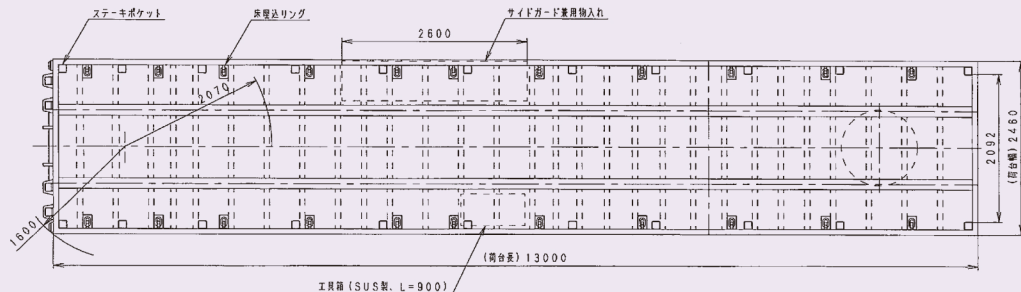 ステーキポケット
床埋込リング
サイドガード兼用物入れ
2600
2070
1600
2092
(荷台幅) 2460
(荷台長) 13000
工具箱 (SUS製、L=900)